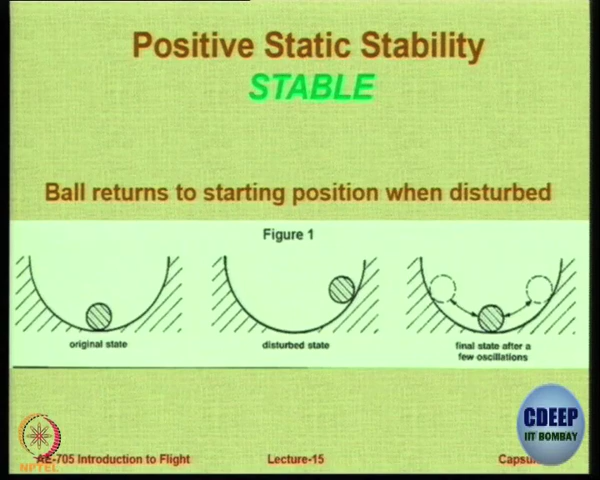 Positive Static Stability
STABLE
Ball returns to starting position when disturbed
Figure 1
original state
disturbed state
final state after a
few oscillations
CDEEP
IIT BOMBAY
NPTEL
AE-705 Introduction to Flight
Lecture-15